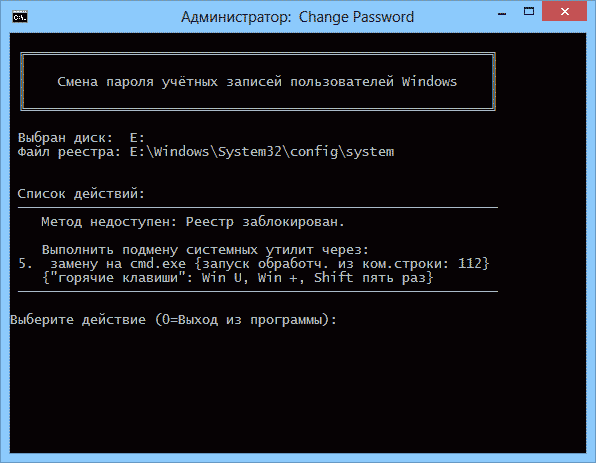 Администратор: Change Password
Смена пароля учётных записей пользователей Windows
Выбран диск: E:
Файл реестра: E:\Windows\System32\config\system
Список действий:
Метод недоступен: Реестр заблокирован.
Выполнить подмену системных утилит через:
5. замену на cmd.exe {запуск обработч. из ком.строки: 112}
{"горячие клавиши": Win U, Win +, Shift пять раз}
Выберите действие (0=Выход из программы):